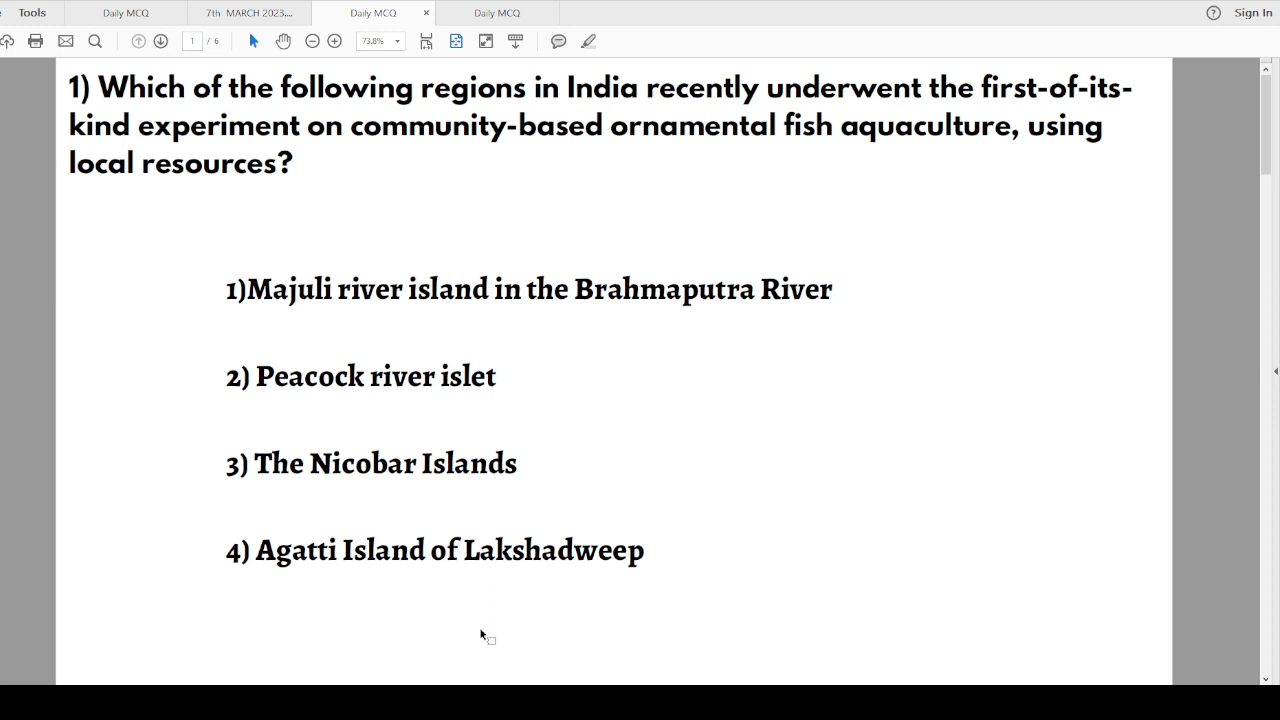 Tools
Daily MCQ
7th MARCH 2023....
Daily MCQ
×
Daily MCQ
?
Sign In
1 / 6
73.8%
1) Which of the following regions in India recently underwent the first-of-its-
kind experiment on community-based ornamental fish aquaculture, using
local resources?
1)Majuli river island in the Brahmaputra River
2) Peacock river islet
3) The Nicobar Islands
4) Agatti Island of Lakshadweep